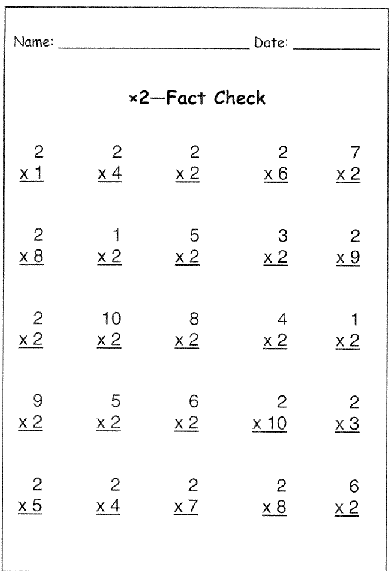 Name: ____________________ Date: __________
×2—Fact Check
2 2 2 2 7
x 1 x 4 x 2 x 6 x 2
2 1 5 3 2
x 8 x 2 x 2 x 2 x 9
2 10 8 4 1
x 2 x 2 x 2 x 2 x 2
9 5 6 2 2
x 2 x 2 x 2 x 10 x 3
2 2 2 2 6
x 5 x 4 x 7 x 8 x 2